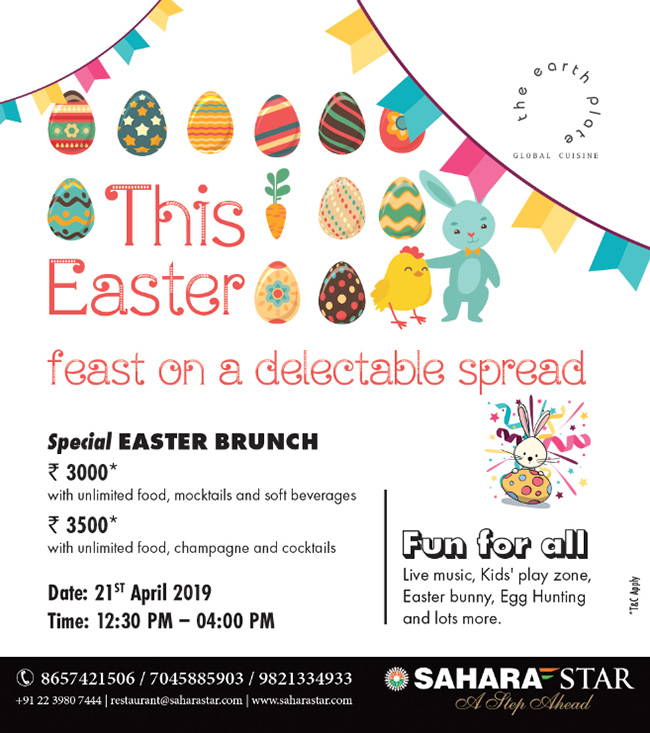 the earth plate
GLOBAL CUISINE
This
Easter
feast on a delectable spread
Special EASTER BRUNCH
₹ 3000*
with unlimited food, mocktails and soft beverages
₹ 3500*
with unlimited food, champagne and cocktails
Date: 21ST April 2019
Time: 12:30 PM – 04:00 PM
Fun for all
Live music, Kids' play zone,
Easter bunny, Egg Hunting
and lots more.
*T&C Apply
8657421506 / 7045885903 / 9821334933
+91 22 3980 7444 | restaurant@saharastar.com | www.saharastar.com
SAHARA STAR
A Step Ahead